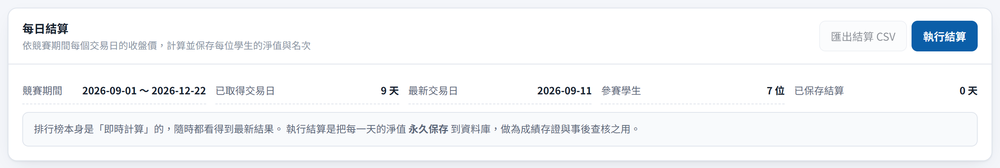 每日結算
依競賽期間每個交易日的收盤價，計算並保存每位學生的淨值與名次
匯出結算 CSV
執行結算
競賽期間 2026-09-01 ～ 2026-12-22 已取得交易日 9 天 最新交易日 2026-09-11 參賽學生 7 位 已保存結算 0 天
排行榜本身是「即時計算」的，隨時都看得到最新結果。 執行結算是把每一天的淨值 永久保存 到資料庫，做為成績存證與事後查核之用。